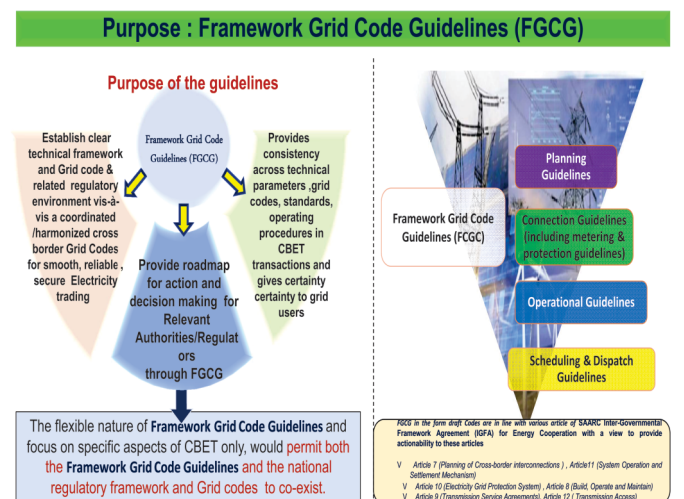 Purpose : Framework Grid Code Guidelines (FGCG)
Purpose of the guidelines
Framework Grid Code
Guidelines (FGCG)
Establish clear
technical framework
and Grid code &
related regulatory
environment vis-à-
vis a coordinated
/harmonized cross
border Grid Codes
for smooth, reliable ,
secure Electricity
trading
Provide roadmap
for action and
decision making for
Relevant
Authorities/Regulat
ors
through FGCG
Provides
consistency
across technical
parameters ,grid
codes, standards,
operating
procedures in
CBET
transactions and
gives certainty
certainty to grid
users
The flexible nature of Framework Grid Code Guidelines and
focus on specific aspects of CBET only, would permit both
the Framework Grid Code Guidelines and the national
regulatory framework and Grid codes to co-exist.
Framework Grid Code
Guidelines (FCGC)
Planning
Guidelines
Connection Guidelines
(including metering &
protection guidelines)
Operational Guidelines
Scheduling & Dispatch
Guidelines
FGCG in the form draft Codes are in line with various article of SAARC Inter-Governmental
Framework Agreement (IGFA) for Energy Cooperation with a view to provide
actionability to these articles
V Article 7 (Planning of Cross-border interconnections ) , Article11 (System Operation and
Settlement Mechanism)
V Article 10 (Electricity Grid Protection System) , Article 8 (Build, Operate and Maintain)
V Article 9 (Transmission Service Agreements), Article 12 ( Transmission Access)